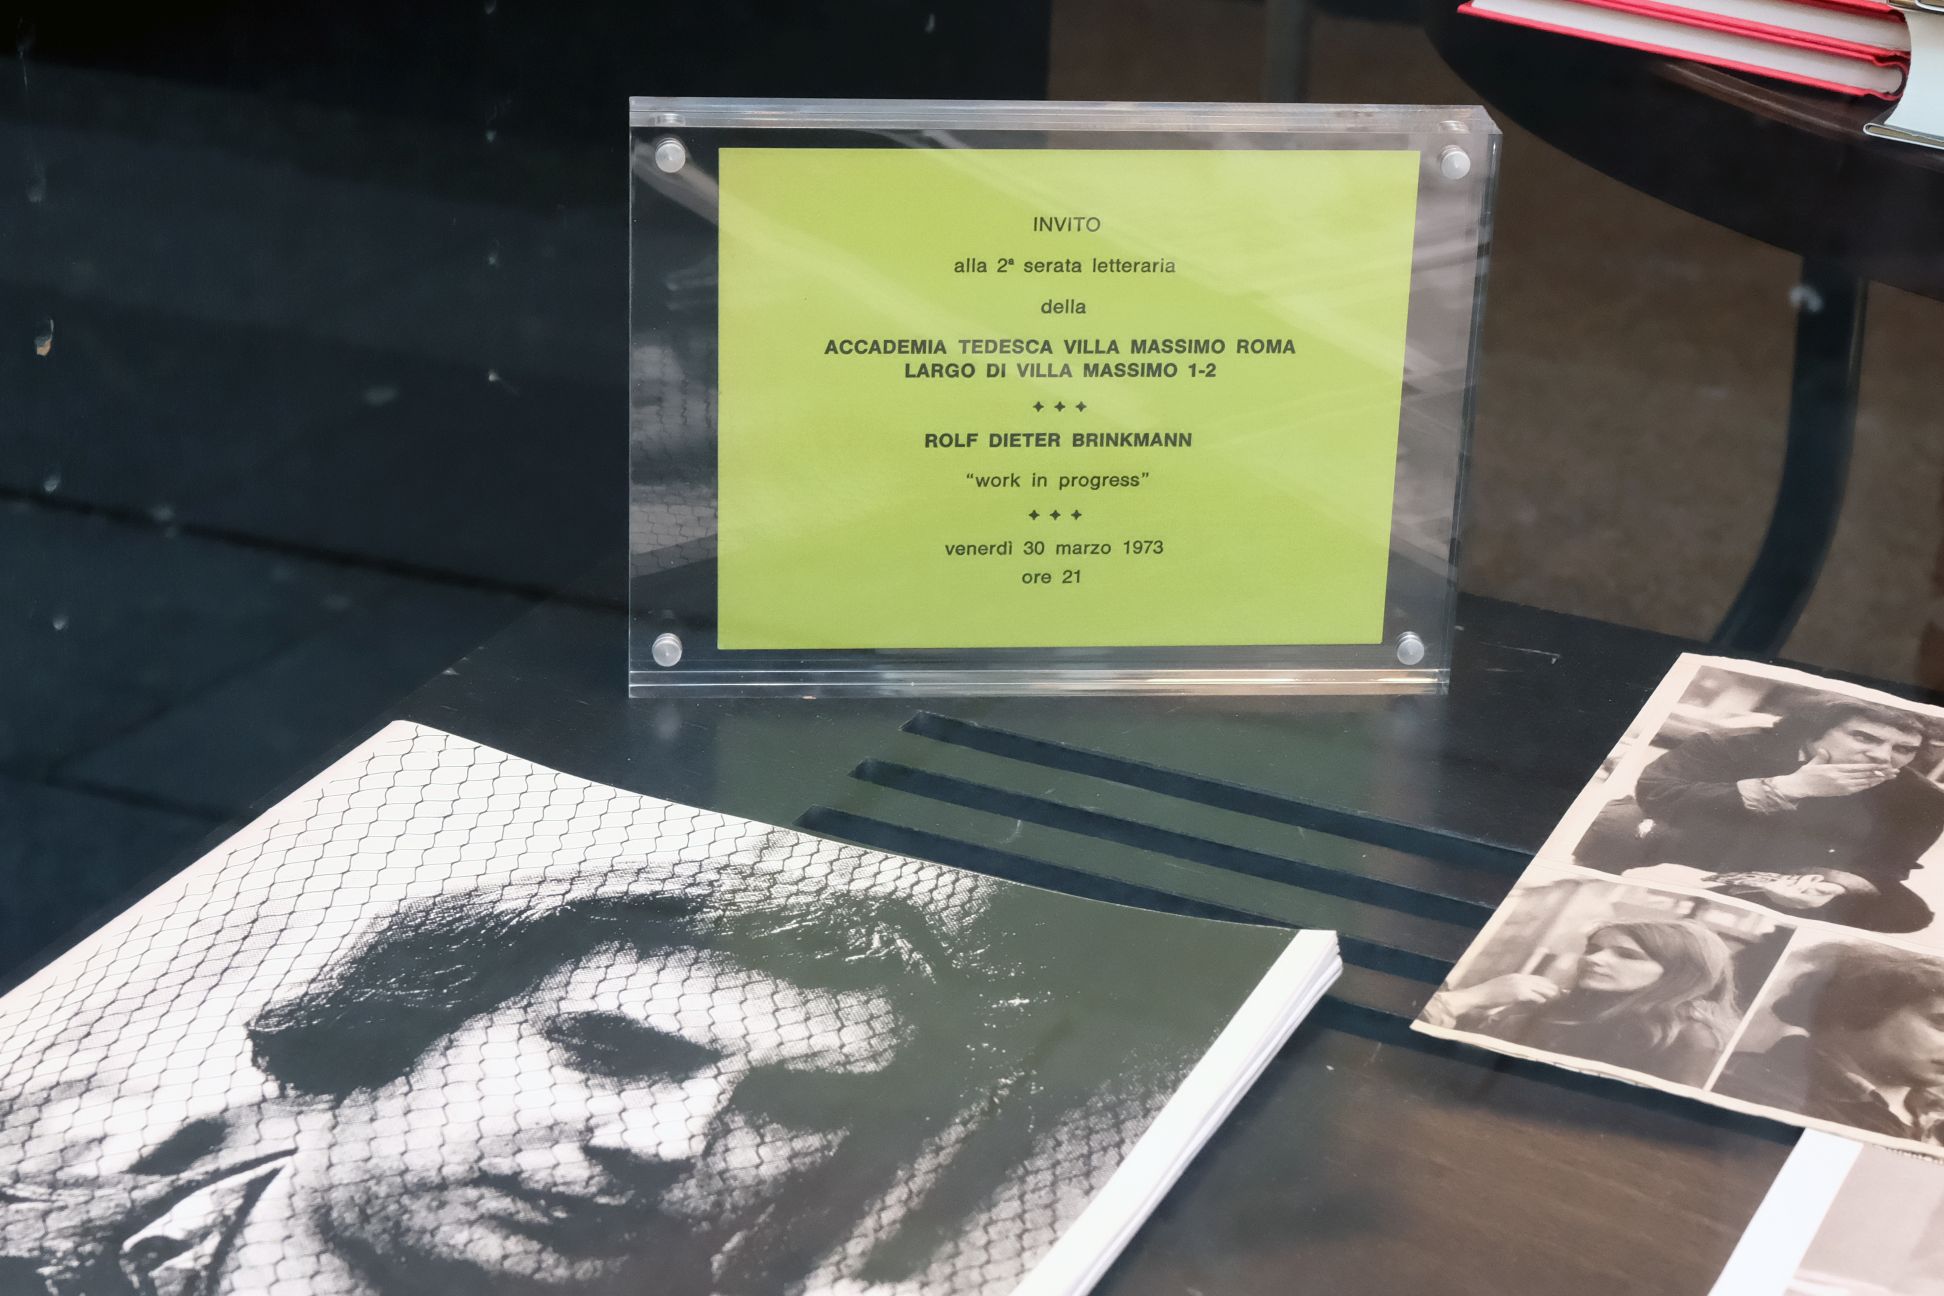 INVITO
alla 2ª serata letteraria
della
ACCADEMIA TEDESCA VILLA MASSIMO ROMA
LARGO DI VILLA MASSIMO 1-2
✦ ✦ ✦
ROLF DIETER BRINKMANN
“work in progress”
✦ ✦ ✦
venerdì 30 marzo 1973
ore 21